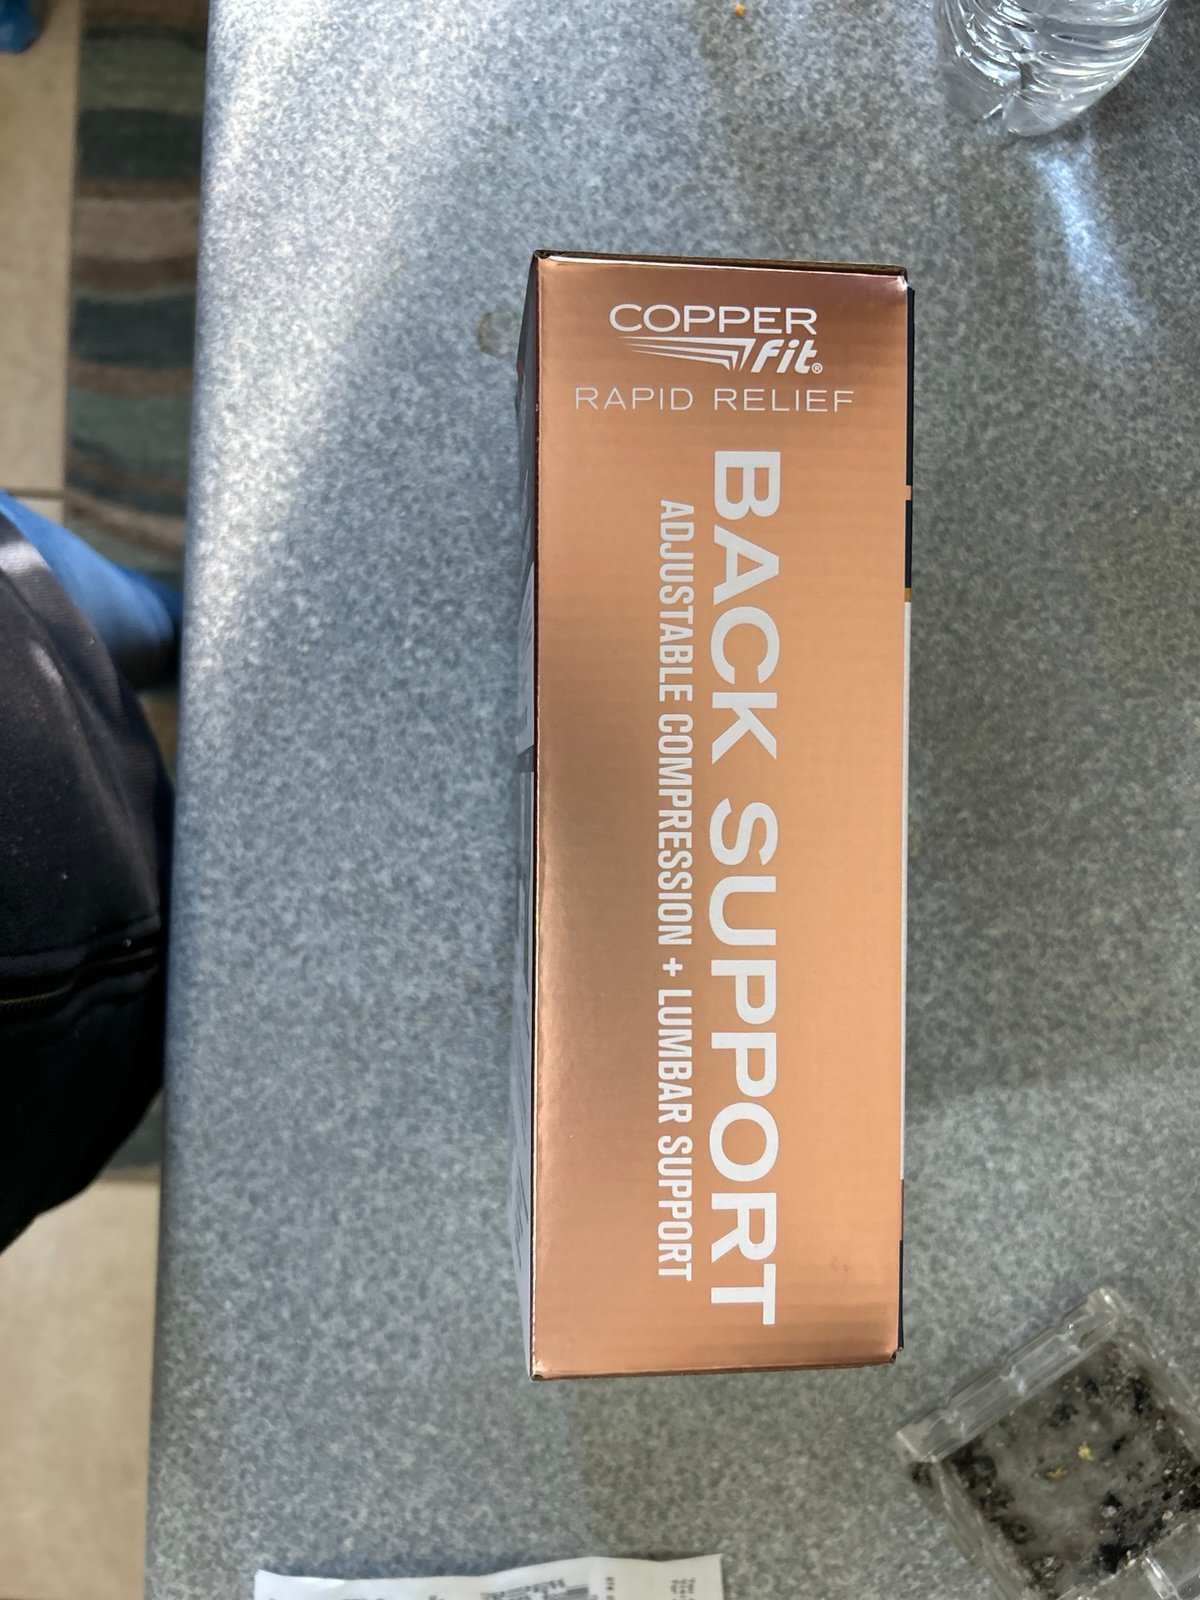 COPPER
fit®
RAPID RELIEF
BACK SUPPORT
ADJUSTABLE COMPRESSION + LUMBAR SUPPORT